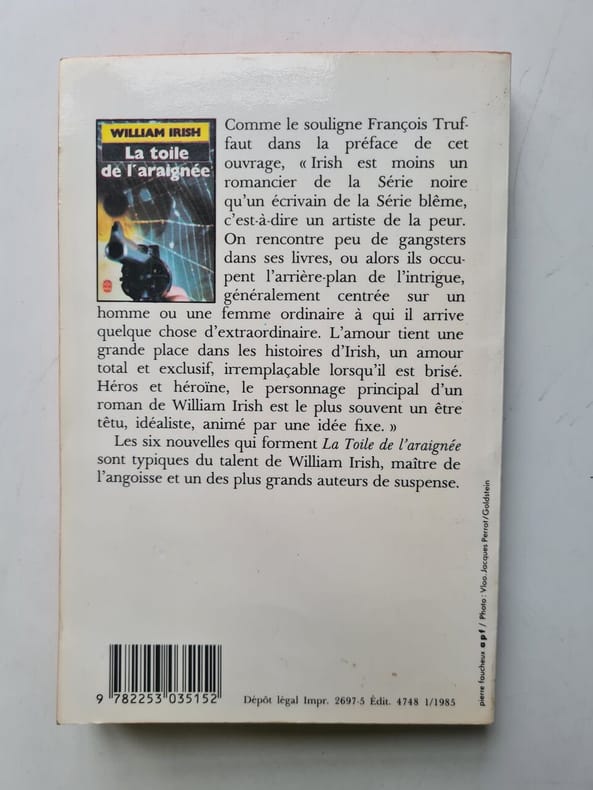 WILLIAM IRISH
La toile
de l'araignée
Comme le souligne François Truf-
faut dans la préface de cet
ouvrage, « Irish est moins un
romancier de la Série noire
qu'un écrivain de la Série blême,
c'est-à-dire un artiste de la peur.
On rencontre peu de gangsters
dans ses livres, ou alors ils occu-
pent l'arrière-plan de l'intrigue,
généralement centrée sur un
homme ou une femme ordinaire à qui il arrive
quelque chose d'extraordinaire. L'amour tient une
grande place dans les histoires d'Irish, un amour
total et exclusif, irremplaçable lorsqu'il est brisé.
Héros et héroïne, le personnage principal d'un
roman de William Irish est le plus souvent un être
têtu, idéaliste, animé par une idée fixe. »
Les six nouvelles qui forment La Toile de l'araignée
sont typiques du talent de William Irish, maître de
l'angoisse et un des plus grands auteurs de suspense.
pierre faucheux apf / Photo : Vloo. Jacques Perrot/Goldstein
9 782253 035152
Dépôt légal Impr. 2697-5 Édit. 4748 1/1985